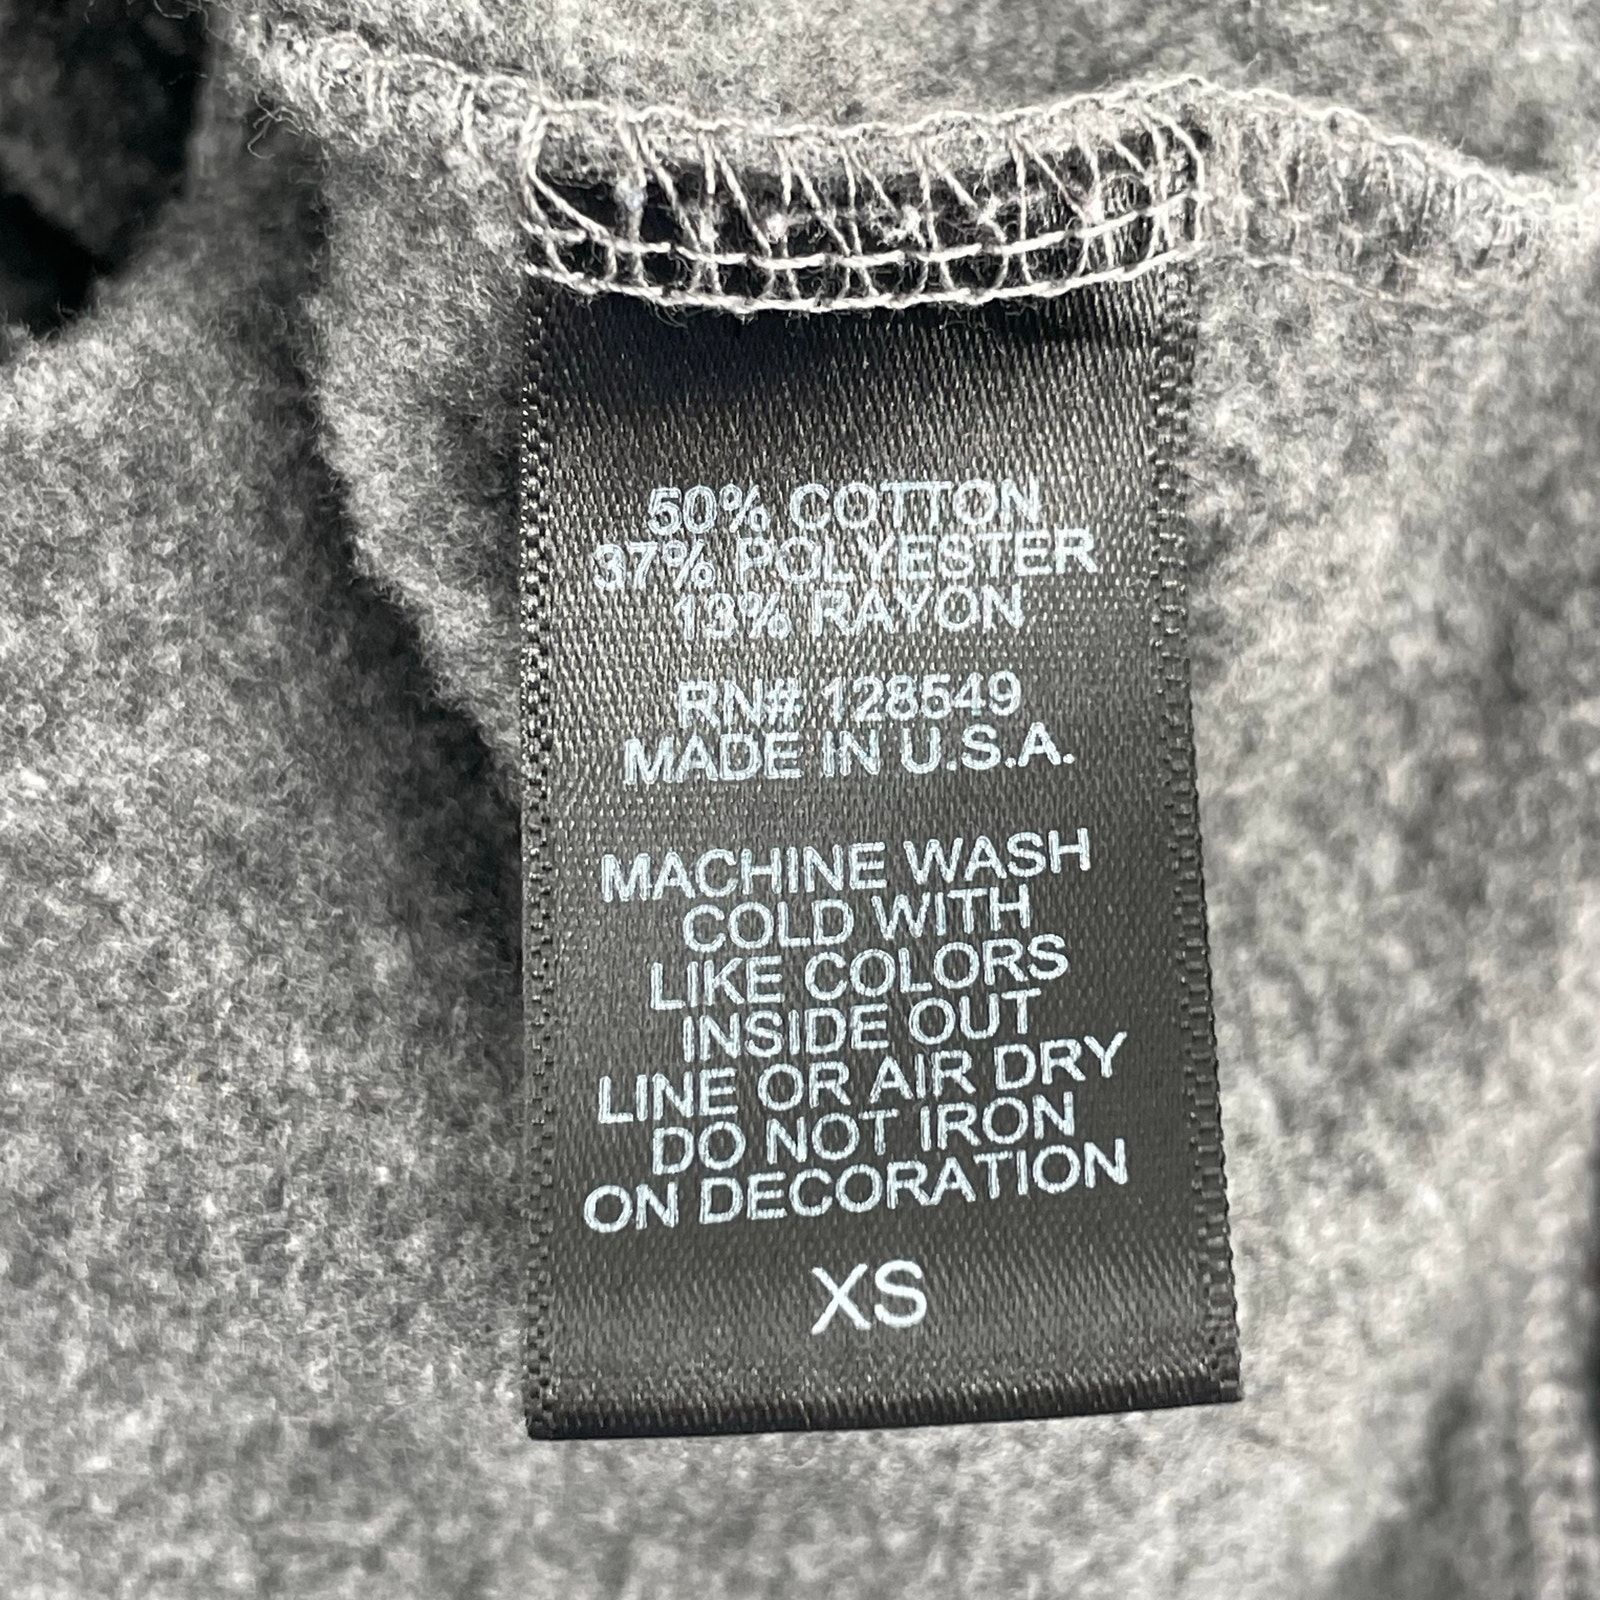 50% COTTON
37% POLYESTER
13% RAYON
RN# 128549
MADE IN U.S.A.
MACHINE WASH
COLD WITH
LIKE COLORS
INSIDE OUT
LINE OR AIR DRY
DO NOT IRON
ON DECORATION
XS